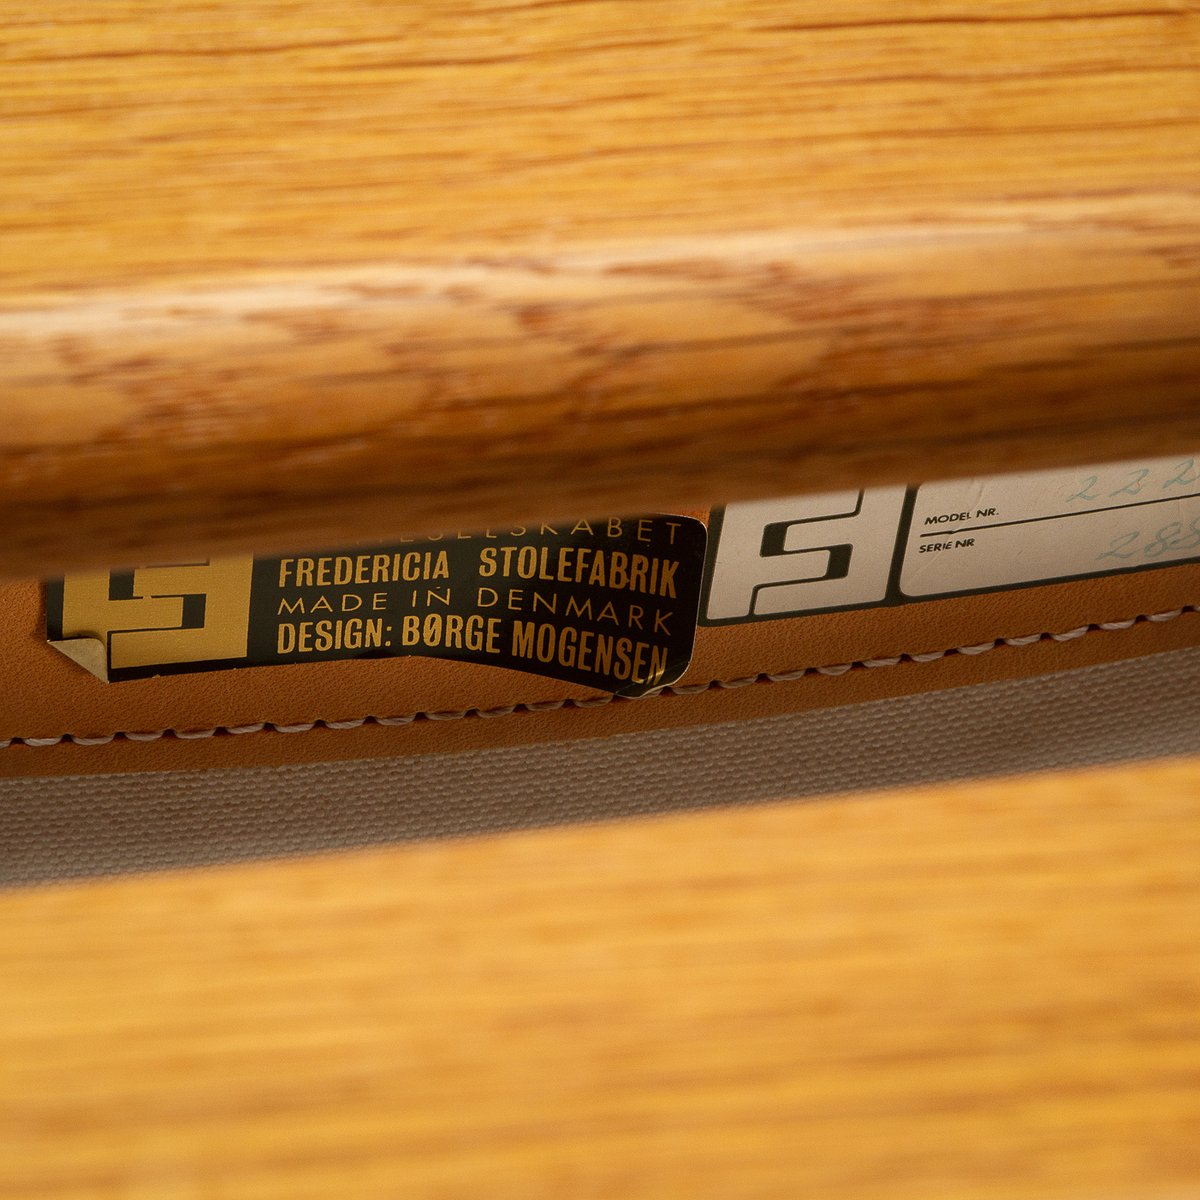 FREDERICIA STOLEFABRIK
MADE IN DENMARK
DESIGN: BØRGE MOGENSEN
MODEL NR.
SERIE NR